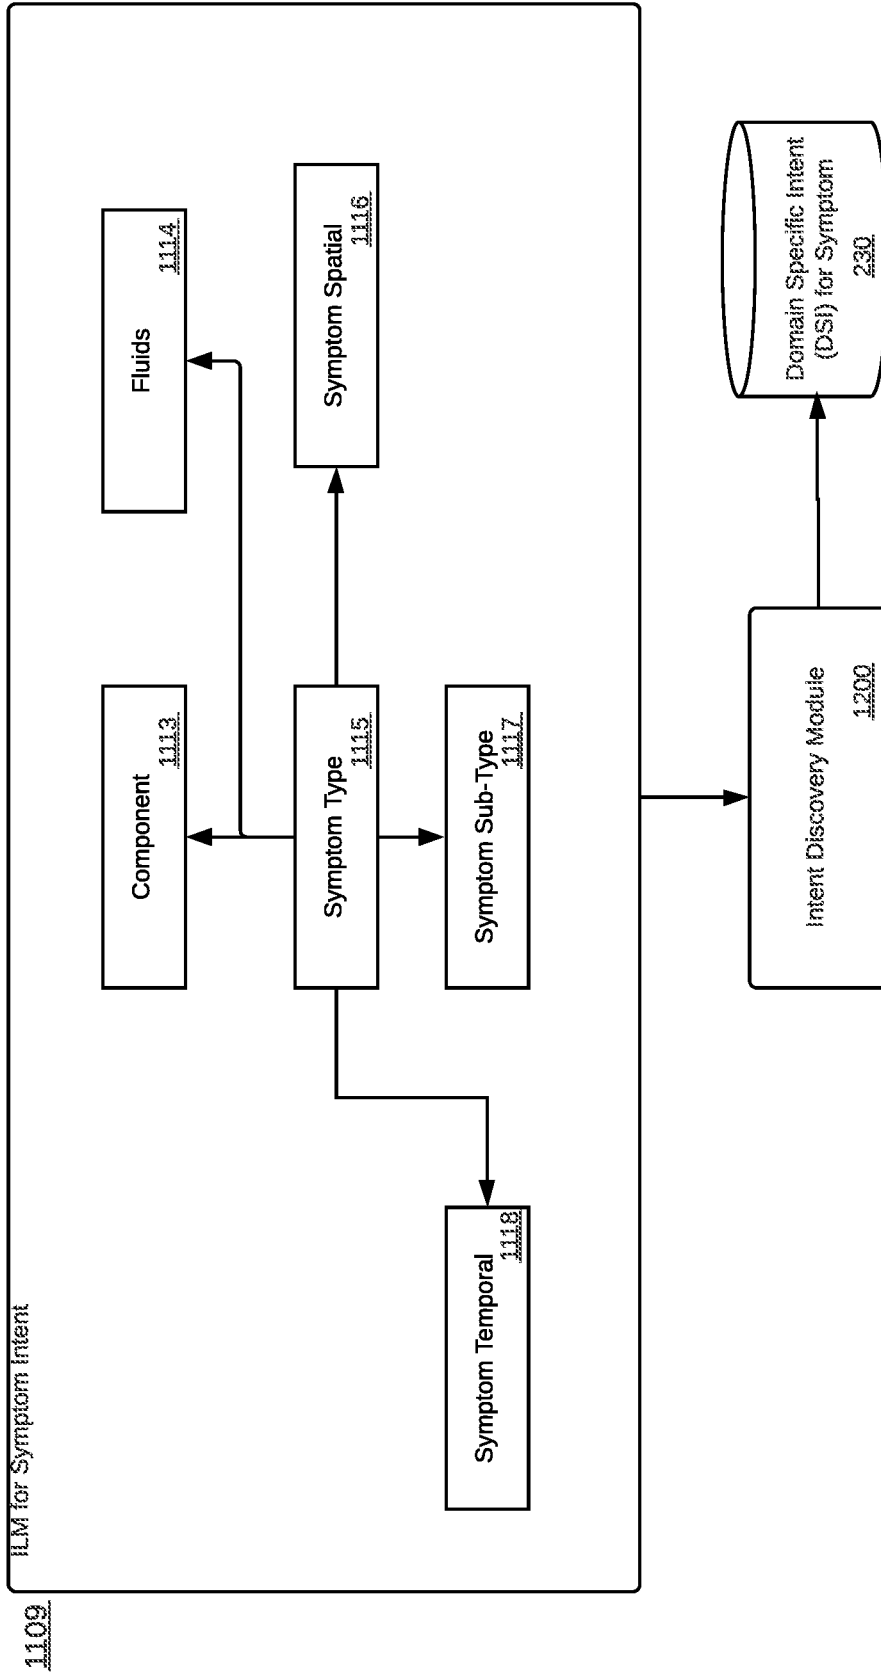 1109
ILM for Symptom Intent
Component
1113
Fluids
1114
Symptom Type
1115
Symptom Spatial
1116
Symptom Temporal
1118
Symptom Sub-Type
1117
Intent Discovery Module
1200
Domain Specific Intent
(DSI) for Symptom
230